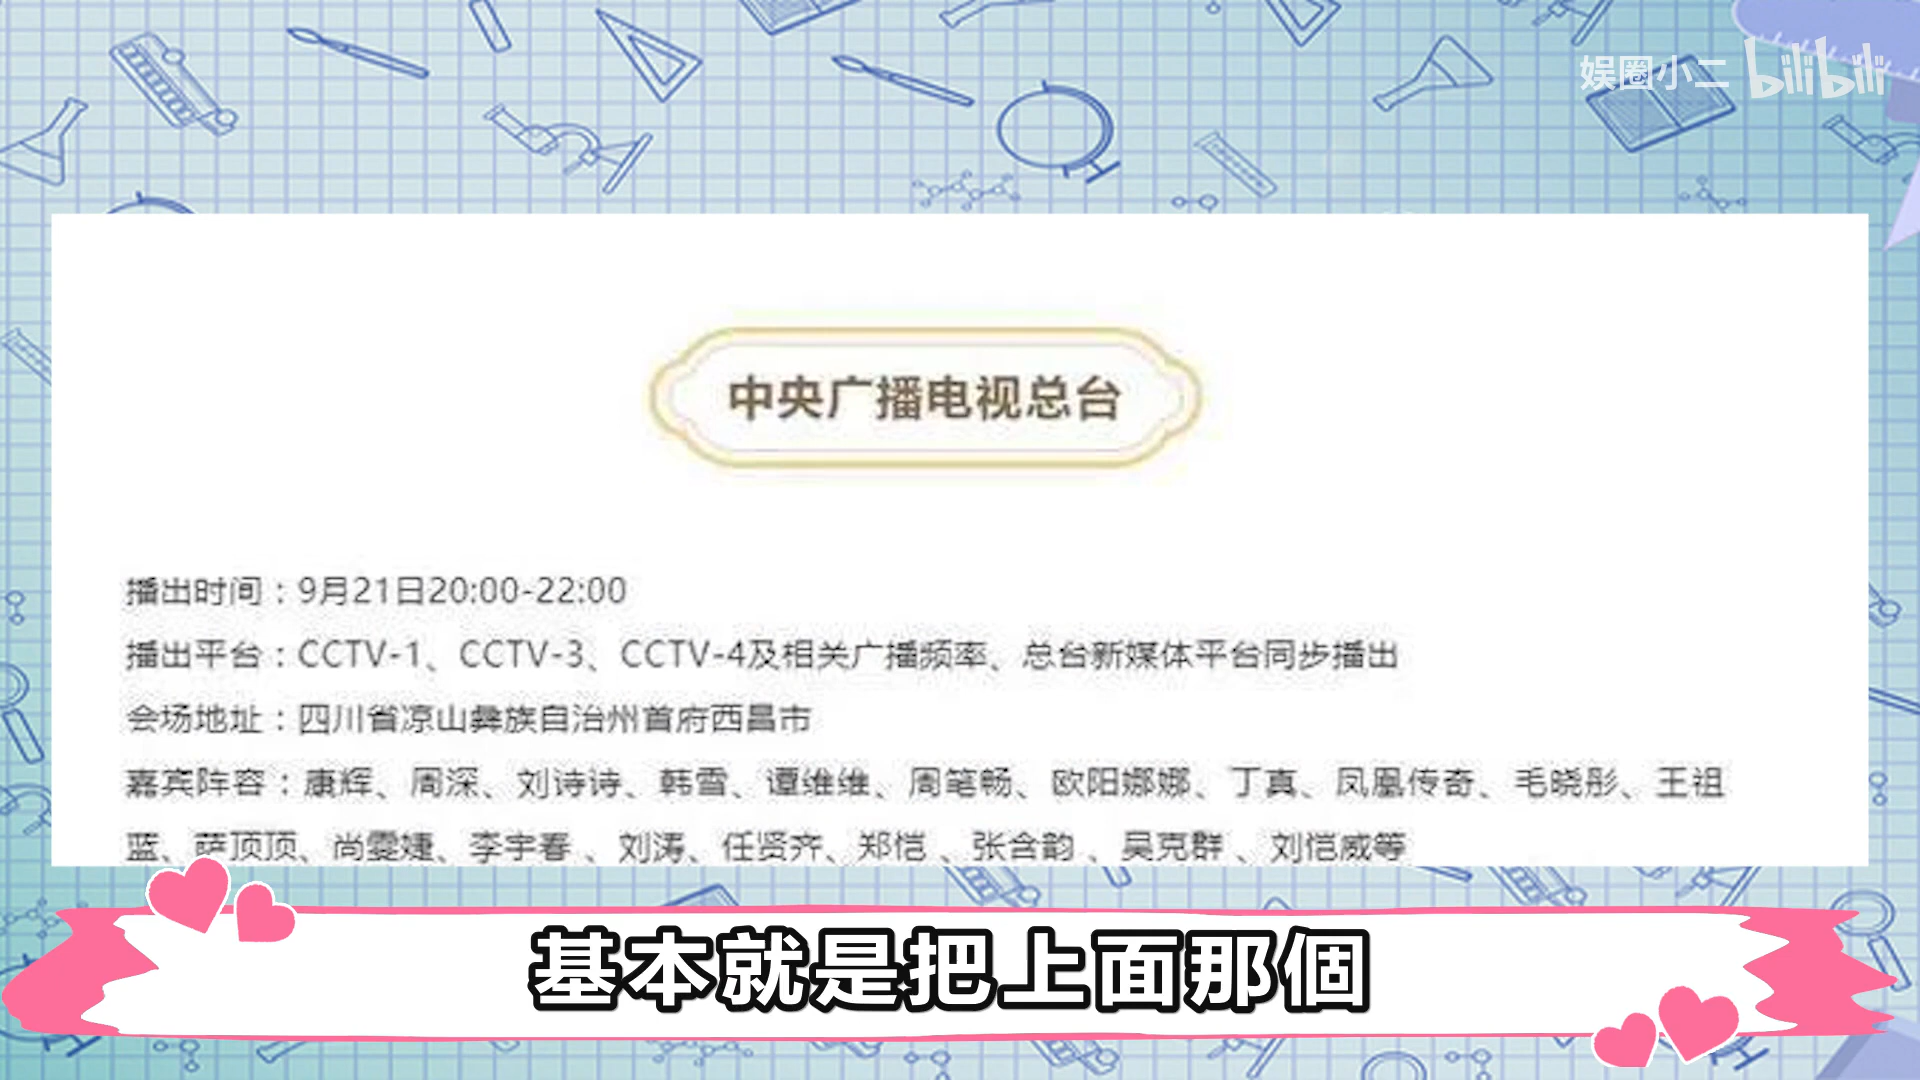 娱圈小二 bilibili
中央广播电视总台
播出时间：9月21日20:00-22:00
播出平台：CCTV-1、CCTV-3、CCTV-4及相关广播频率、总台新媒体平台同步播出
会场地址：四川省凉山彝族自治州首府西昌市
嘉宾阵容：康辉、周深、刘诗诗、韩雪、谭维维、周笔畅、欧阳娜娜、丁真、凤凰传奇、毛晓彤、王祖
蓝、萨顶顶、尚雯婕、李宇春 、刘涛、任贤齐、郑恺 、张含韵 、吴克群 、刘恺威等
基本就是把上面那個